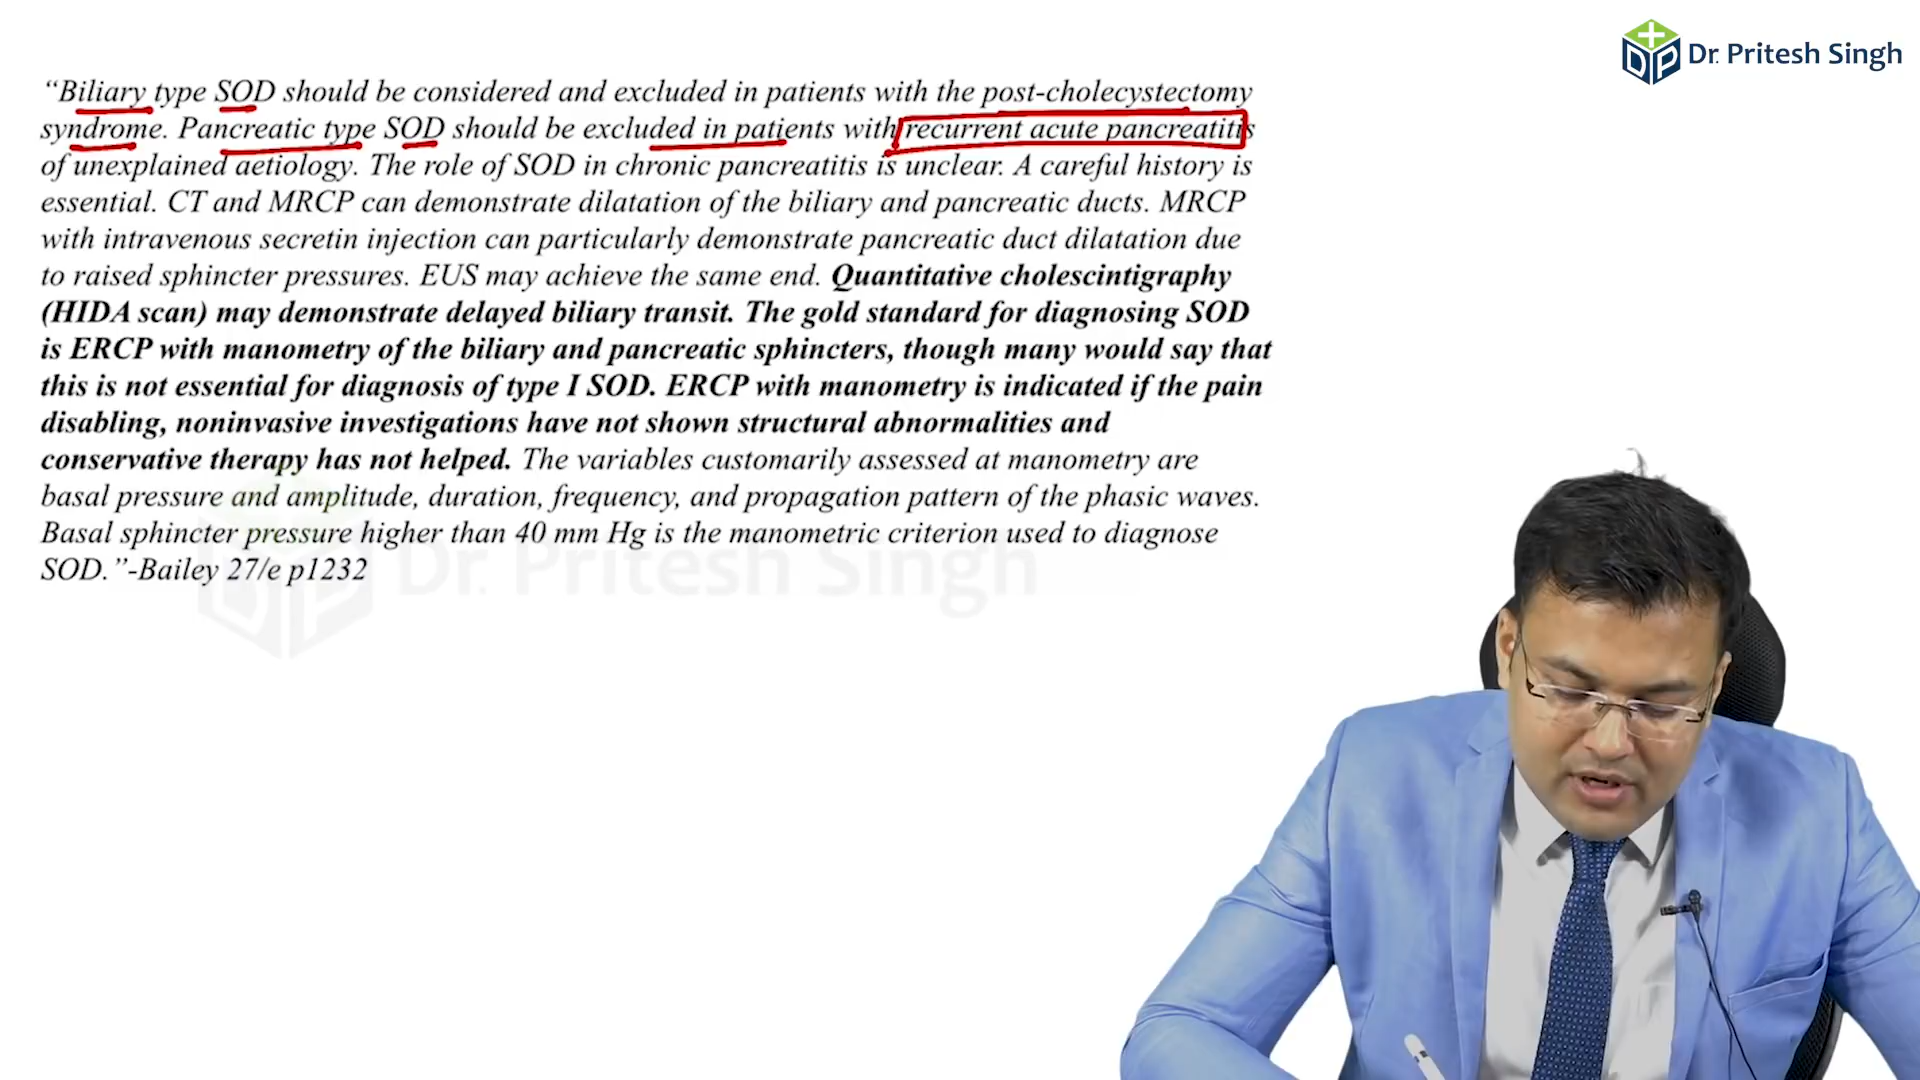 Dr. Pritesh Singh
“Biliary type SOD should be considered and excluded in patients with the post-cholecystectomy
syndrome. Pancreatic type SOD should be excluded in patients with recurrent acute pancreatitis
of unexplained aetiology. The role of SOD in chronic pancreatitis is unclear. A careful history is
essential. CT and MRCP can demonstrate dilatation of the biliary and pancreatic ducts. MRCP
with intravenous secretin injection can particularly demonstrate pancreatic duct dilatation due
to raised sphincter pressures. EUS may achieve the same end. Quantitative cholescintigraphy
(HIDA scan) may demonstrate delayed biliary transit. The gold standard for diagnosing SOD
is ERCP with manometry of the biliary and pancreatic sphincters, though many would say that
this is not essential for diagnosis of type I SOD. ERCP with manometry is indicated if the pain
disabling, noninvasive investigations have not shown structural abnormalities and
conservative therapy has not helped. The variables customarily assessed at manometry are
basal pressure and amplitude, duration, frequency, and propagation pattern of the phasic waves.
Basal sphincter pressure higher than 40 mm Hg is the manometric criterion used to diagnose
SOD.”-Bailey 27/e p1232
Dr. Pritesh Singh